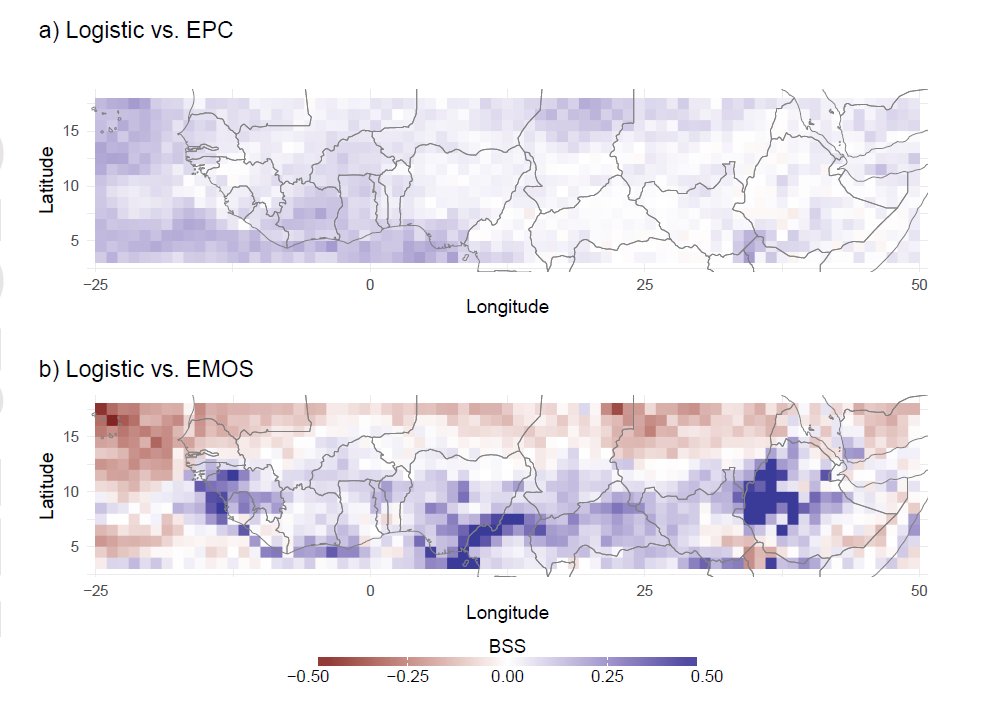 a) Logistic vs. EPC
15
10
5
Latitude
−25 0 25 50
Longitude
b) Logistic vs. EMOS
15
10
5
Latitude
−25 0 25 50
Longitude
BSS
−0.50 −0.25 0.00 0.25 0.50